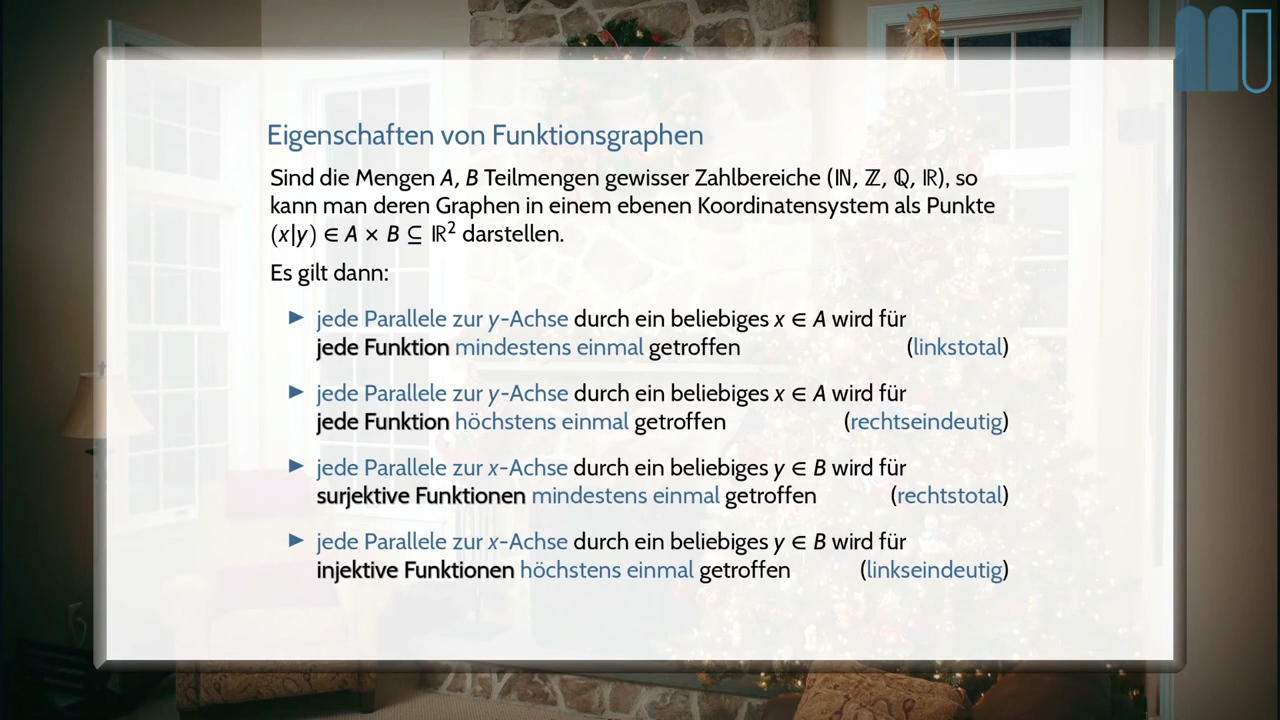 Eigenschaften von Funktionsgraphen
Sind die Mengen A, B Teilmengen gewisser Zahlbereiche (ℕ, ℤ, ℚ, ℝ), so
kann man deren Graphen in einem ebenen Koordinatensystem als Punkte
(x|y) ∈ A × B ⊆ ℝ² darstellen.
Es gilt dann:
▶ jede Parallele zur y-Achse durch ein beliebiges x ∈ A wird für
jede Funktion mindestens einmal getroffen (linkstotal)
▶ jede Parallele zur y-Achse durch ein beliebiges x ∈ A wird für
jede Funktion höchstens einmal getroffen (rechtseindeutig)
▶ jede Parallele zur x-Achse durch ein beliebiges y ∈ B wird für
surjektive Funktionen mindestens einmal getroffen (rechtstotal)
▶ jede Parallele zur x-Achse durch ein beliebiges y ∈ B wird für
injektive Funktionen höchstens einmal getroffen (linkseindeutig)